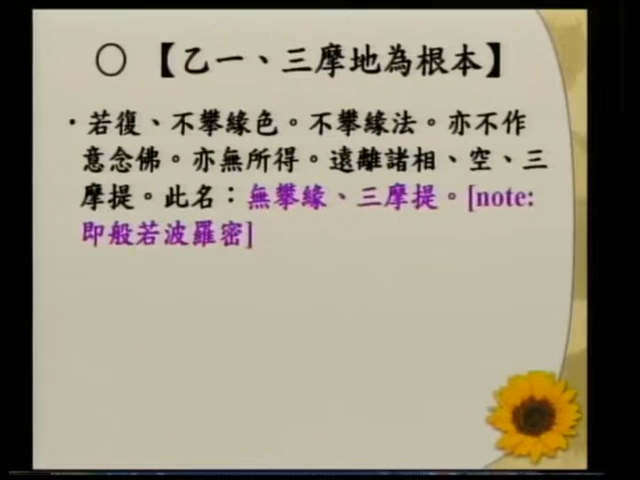 〇 【乙一、三摩地為根本】
・若復、不攀緣色。不攀緣法。亦不作
意念佛。亦無所得。遠離諸相、空、三
摩提。此名：無攀緣、三摩提。[note:
即般若波羅密]